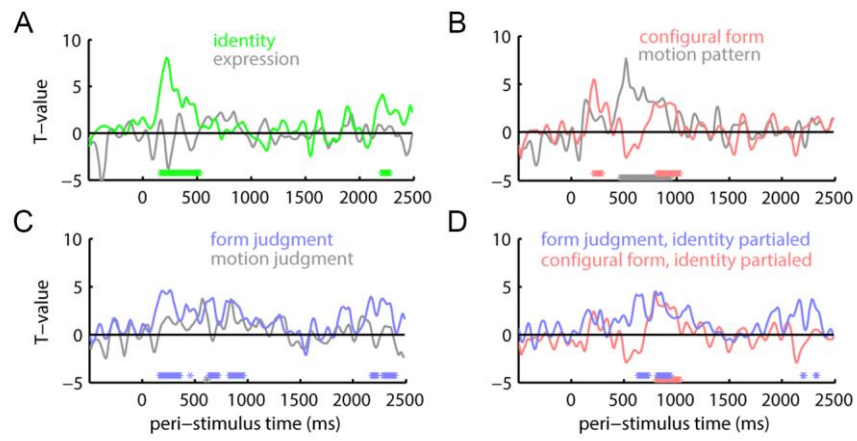 A
identity
expression
T-value
10
5
0
-5
0 500 1000 1500 2000 2500
B
configural form
motion pattern
10
5
0
-5
0 500 1000 1500 2000 2500
C
form judgment
motion judgment
T-value
10
5
0
-5
0 500 1000 1500 2000 2500
peri-stimulus time (ms)
D
form judgment, identity partialed
configural form, identity partialed
10
5
0
-5
0 500 1000 1500 2000 2500
peri-stimulus time (ms)